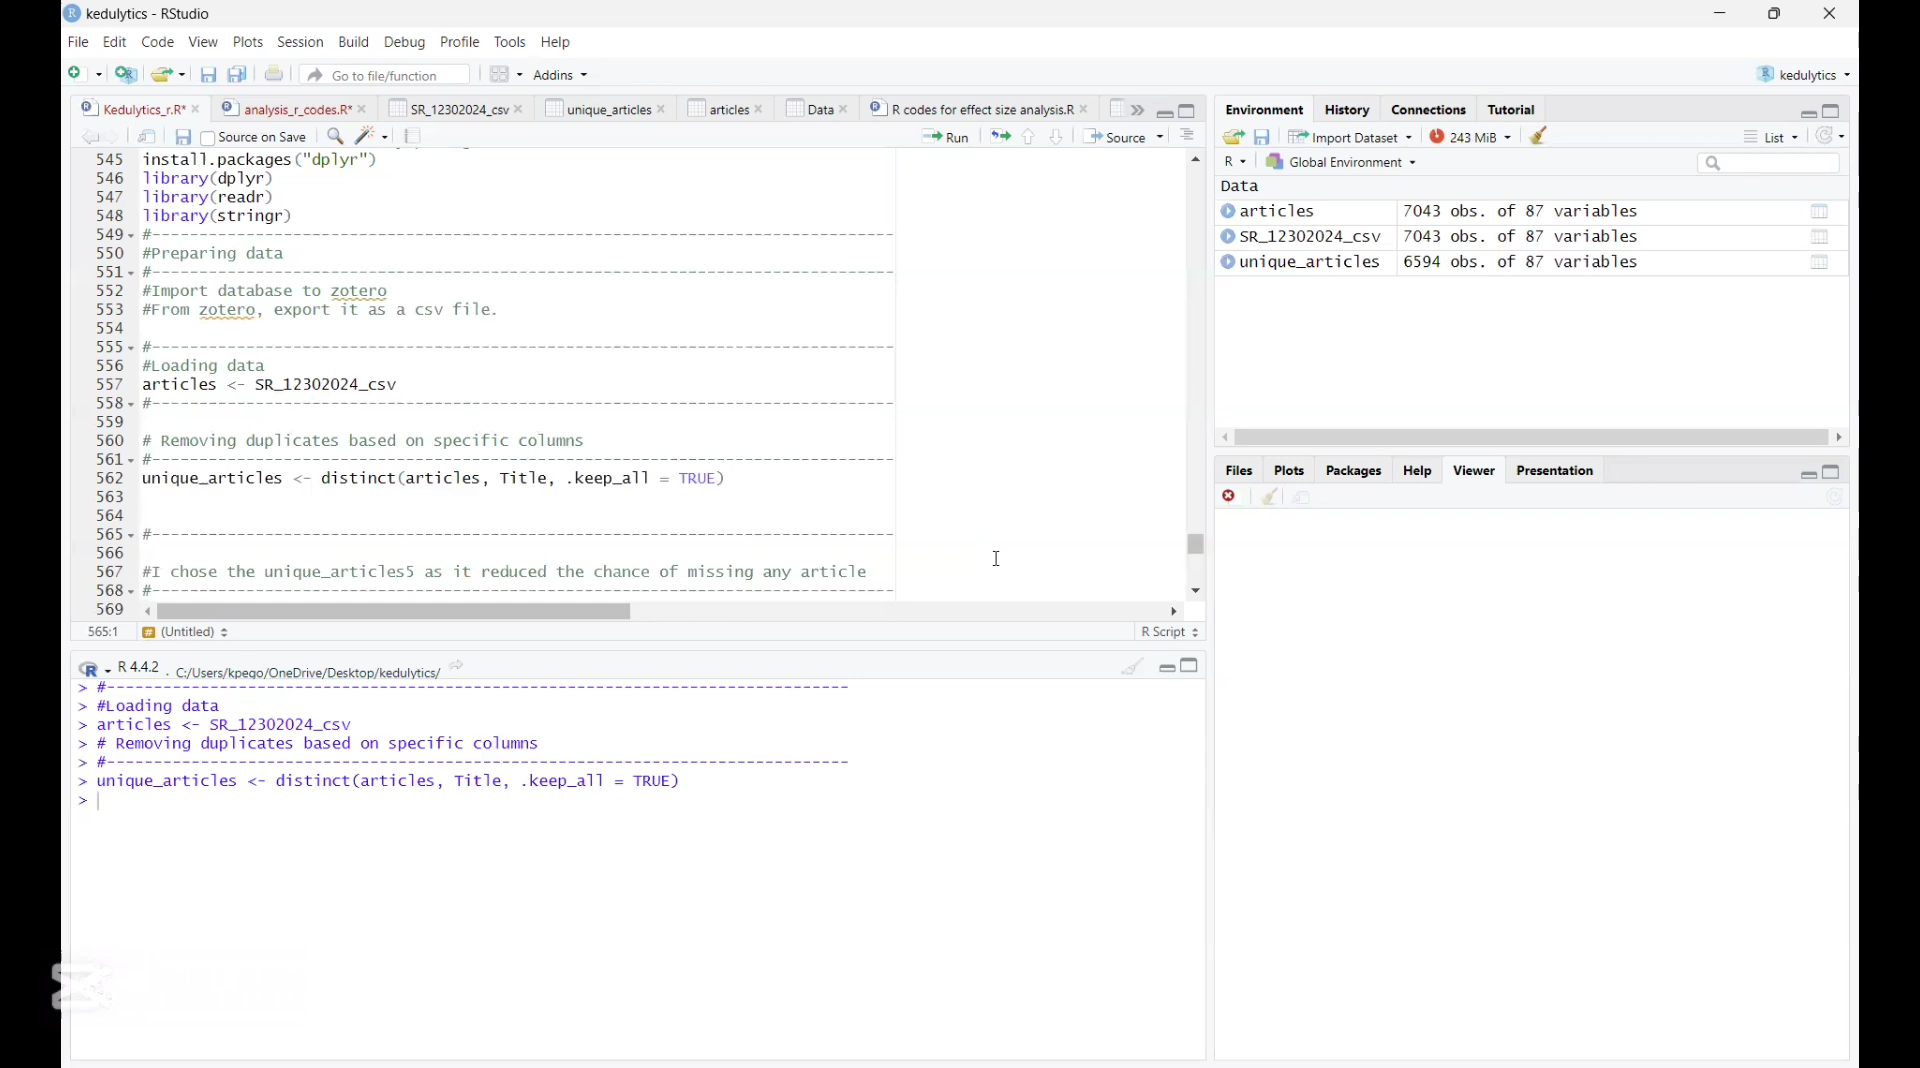 kedulytics - RStudio
File Edit Code View Plots Session Build Debug Profile Tools Help
Go to file/function Addins kedulytics
Kedulytics_r.R* analysis_r_codes.R* SR_12302024_csv unique_articles articles Data R codes for effect size analysis.R
Source on Save Run Source
545 install.packages("dplyr")
546 library(dplyr)
547 library(readr)
548 library(stringr)
549 #--------------------------------------------------------------------------------
550 #Preparing data
551 #--------------------------------------------------------------------------------
552 #Import database to zotero
553 #From zotero, export it as a csv file.
554
555 #--------------------------------------------------------------------------------
556 #Loading data
557 articles <- SR_12302024_csv
558 #--------------------------------------------------------------------------------
559
560 # Removing duplicates based on specific columns
561 #--------------------------------------------------------------------------------
562 unique_articles <- distinct(articles, Title, .keep_all = TRUE)
563
564
565 #--------------------------------------------------------------------------------
566
567 #I chose the unique_articles5 as it reduced the chance of missing any article
568 #--------------------------------------------------------------------------------
569
565:1 # (Untitled) R Script
R 4.4.2 . C:/Users/kpego/OneDrive/Desktop/kedulytics/
> #--------------------------------------------------------------------------------
> #Loading data
> articles <- SR_12302024_csv
> # Removing duplicates based on specific columns
> #--------------------------------------------------------------------------------
> unique_articles <- distinct(articles, Title, .keep_all = TRUE)
>
Environment History Connections Tutorial
Import Dataset 243 MiB List
R Global Environment
Data
articles 7043 obs. of 87 variables
SR_12302024_csv 7043 obs. of 87 variables
unique_articles 6594 obs. of 87 variables
Files Plots Packages Help Viewer Presentation